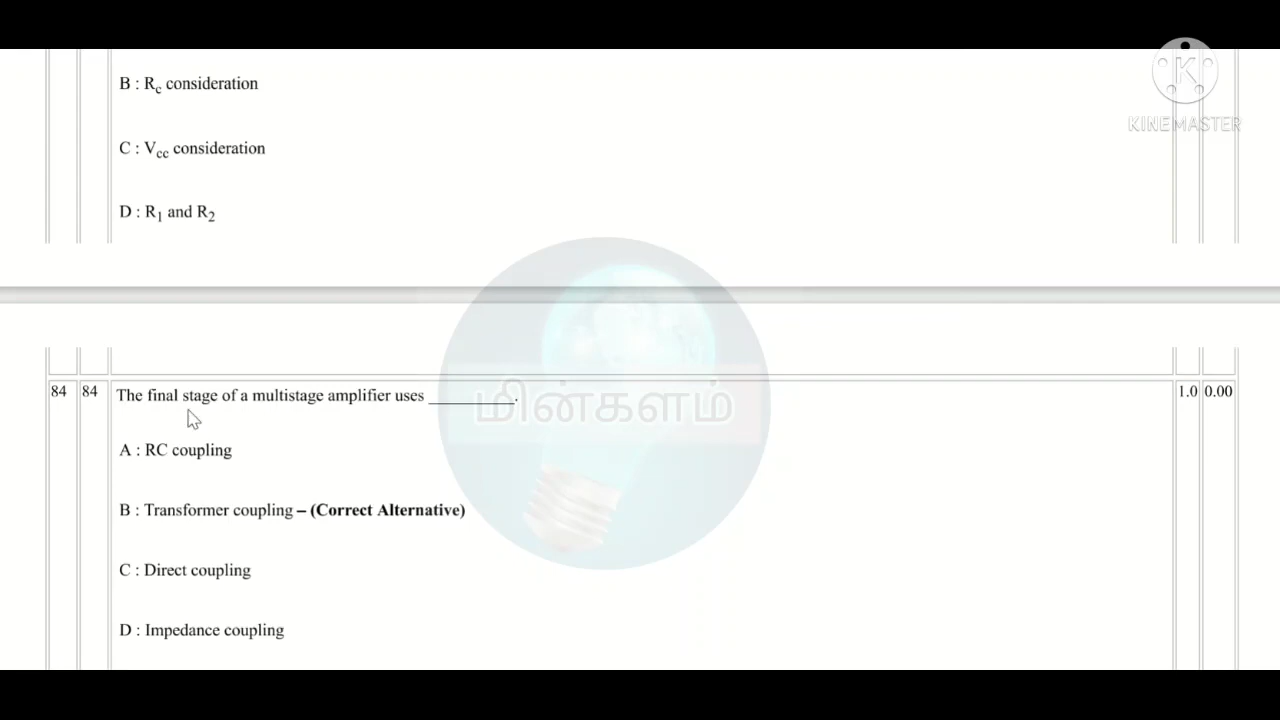 B : Rc consideration
K
KINEMASTER
C : Vcc consideration
D : R1 and R2
84 84 The final stage of a multistage amplifier uses __________. 1.0 0.00
மின்களம்
A : RC coupling
B : Transformer coupling – (Correct Alternative)
C : Direct coupling
D : Impedance coupling